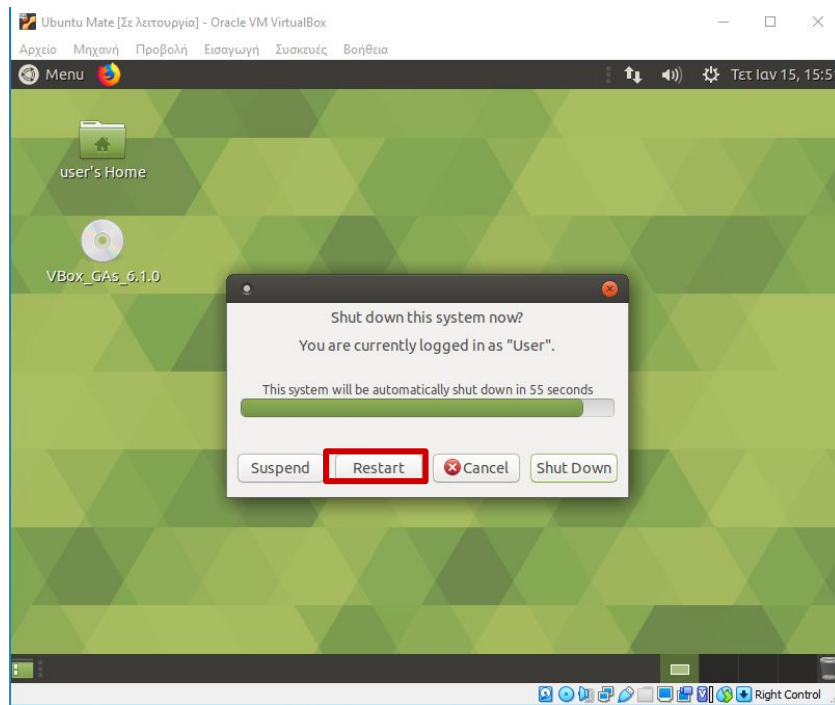 Ubuntu Mate [Σε λειτουργία] - Oracle VM VirtualBox
Αρχείο Μηχανή Προβολή Εισαγωγή Συσκευές Βοήθεια
Menu Τετ Ιαν 15, 15:5
user's Home
VBox_GAs_6.1.0
Shut down this system now?
You are currently logged in as "User".
This system will be automatically shut down in 55 seconds
Suspend Restart Cancel Shut Down
Right Control